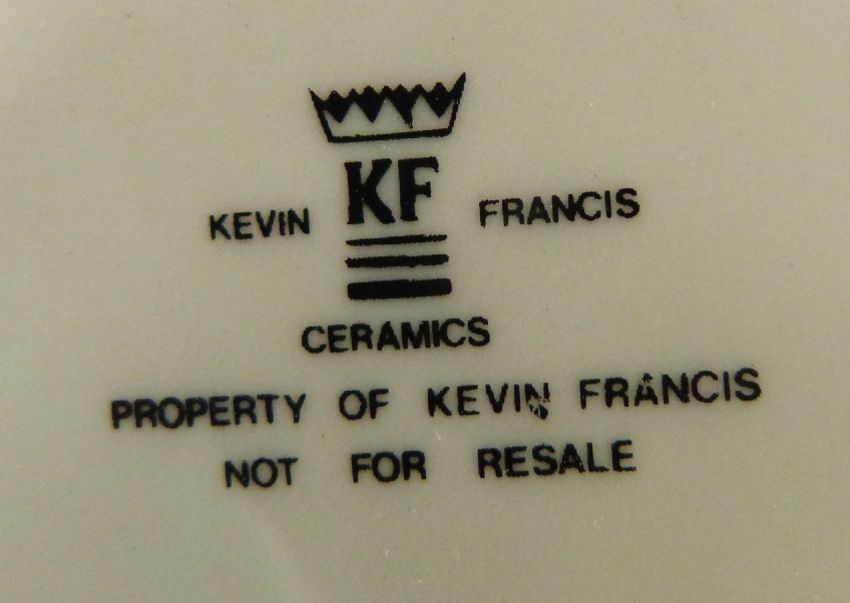 KF
KEVIN FRANCIS
CERAMICS
PROPERTY OF KEVIN FRANCIS
NOT FOR RESALE